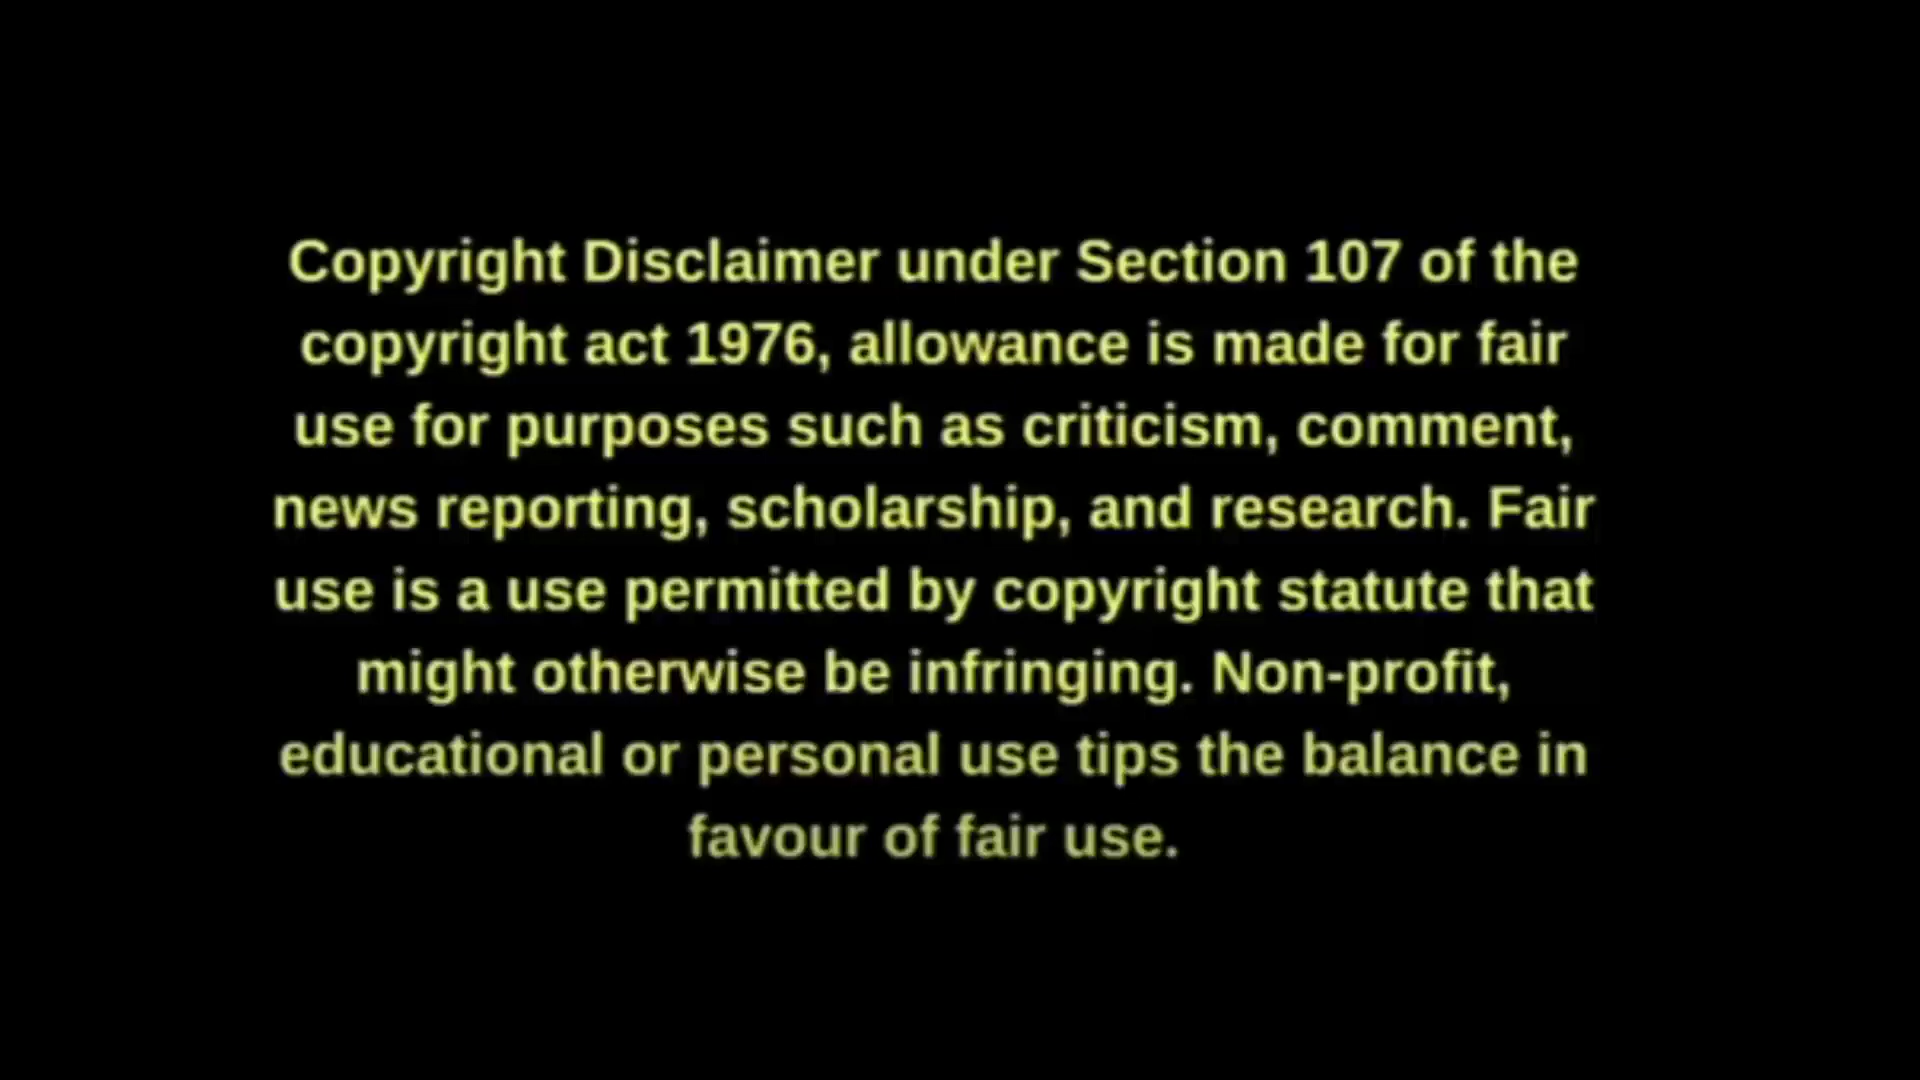 Copyright Disclaimer under Section 107 of the
copyright act 1976, allowance is made for fair
use for purposes such as criticism, comment,
news reporting, scholarship, and research. Fair
use is a use permitted by copyright statute that
might otherwise be infringing. Non-profit,
educational or personal use tips the balance in
favour of fair use.